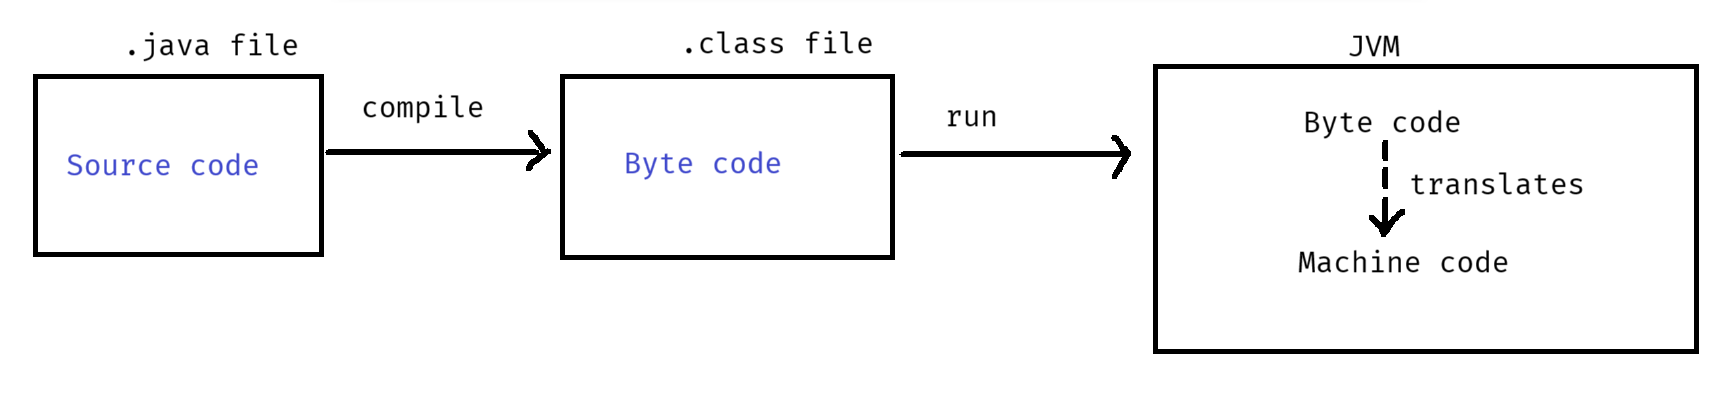 .java file
Source code
compile
.class file
Byte code
run
JVM
Byte code
translates
Machine code